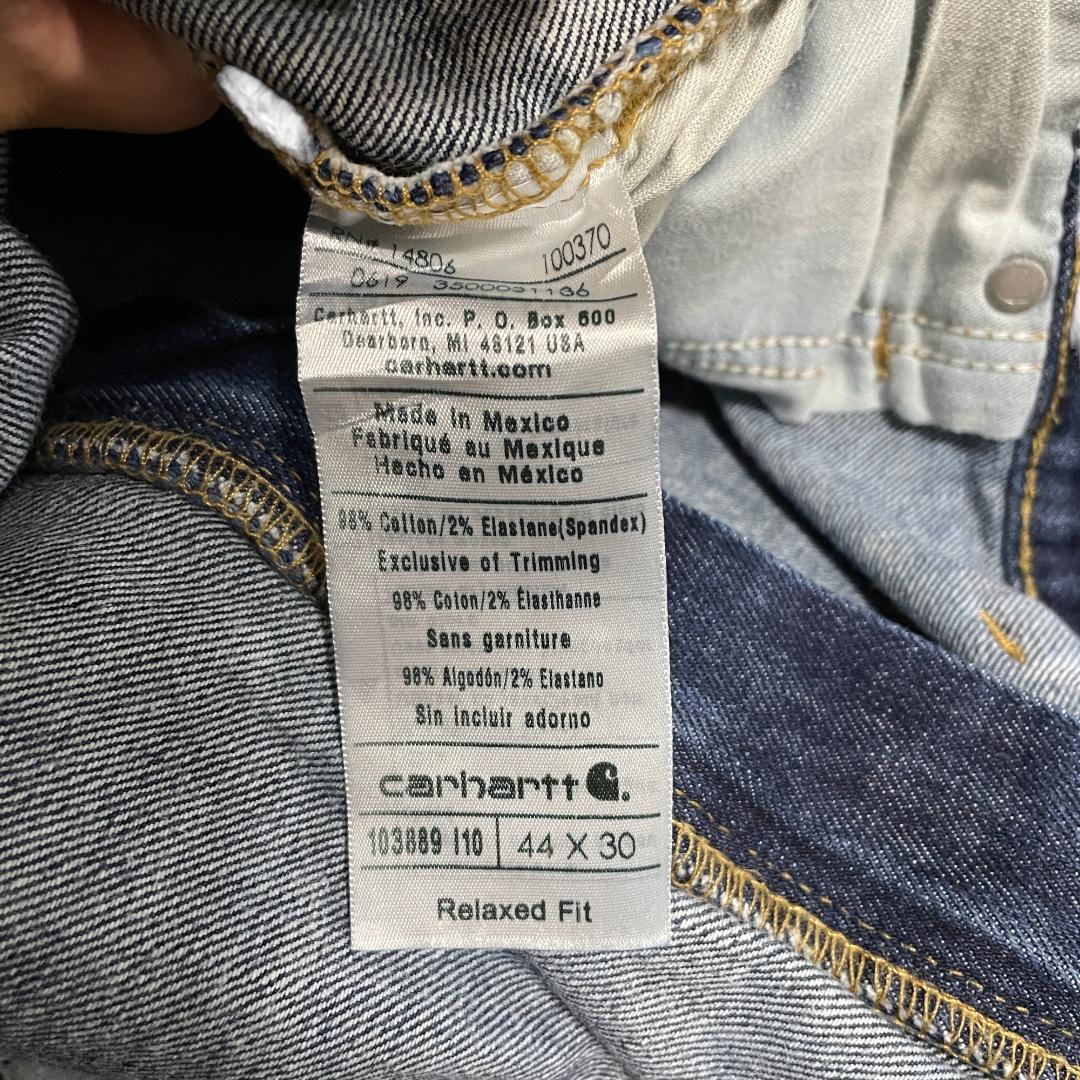 RN# 14806 100370
0619 3500031186
Carhartt, Inc. P. O. Box 600
Dearborn, MI 48121 USA
carhartt.com
Made in Mexico
Fabriqué au Mexique
Hecho en México
98% Cotton/2% Elastane(Spandex)
Exclusive of Trimming
98% Coton/2% Élasthanne
Sans garniture
98% Algodón/2% Elastano
Sin incluir adorno
carhartt
103889 I10 44 X 30
Relaxed Fit